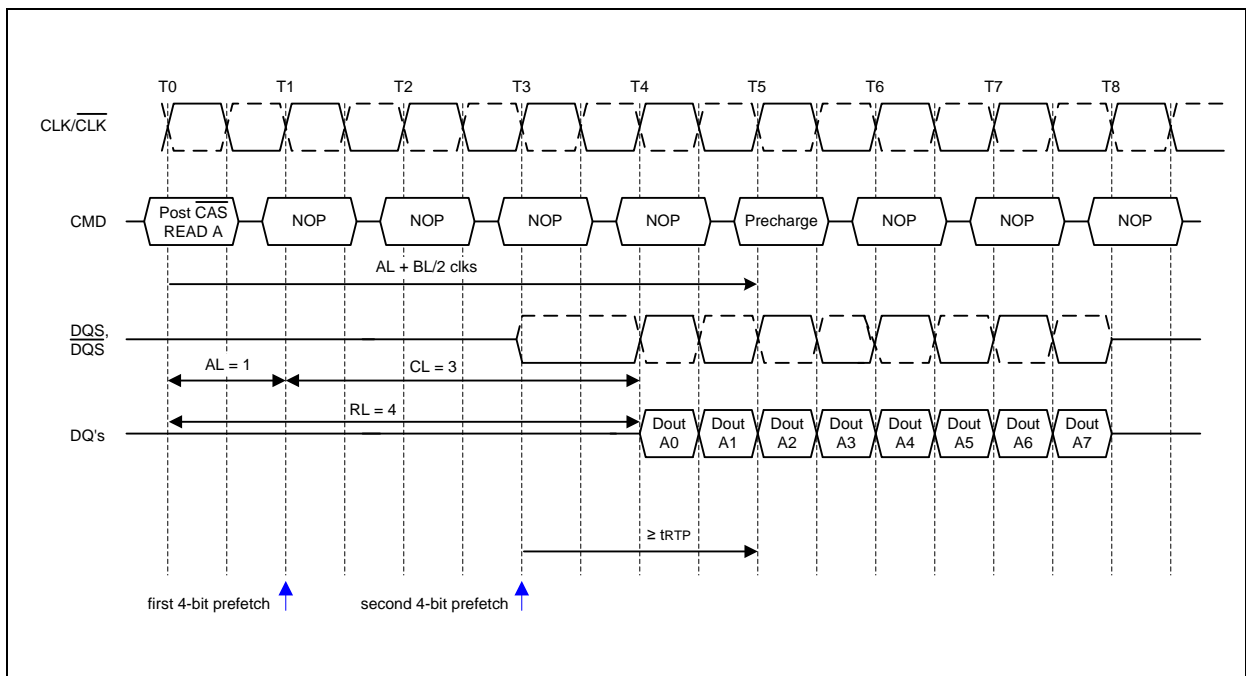 T0 T1 T2 T3 T4 T5 T6 T7 T8
CLK/CLK
CMD
Post CAS
READ A
NOP NOP NOP NOP Precharge NOP NOP NOP
AL + BL/2 clks
DQS,
DQS
AL = 1 CL = 3
RL = 4
DQ's
Dout Dout Dout Dout Dout Dout Dout Dout
A0 A1 A2 A3 A4 A5 A6 A7
≥ tRTP
first 4-bit prefetch second 4-bit prefetch